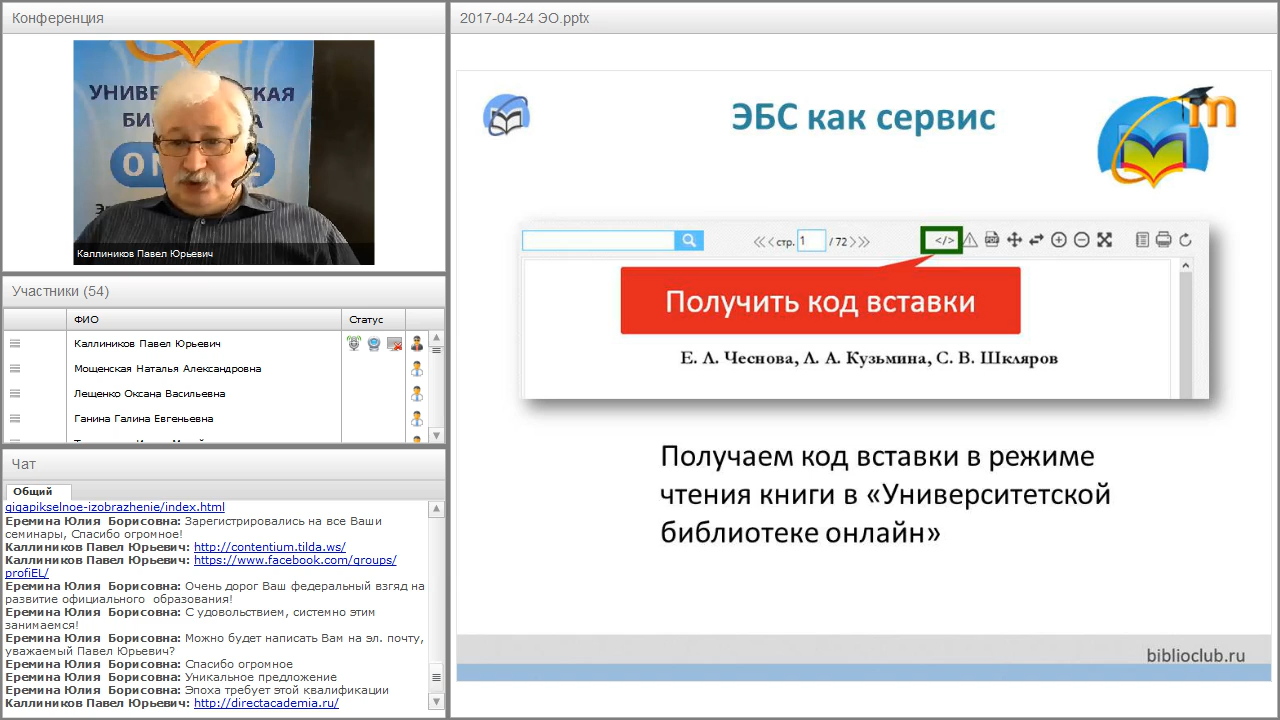 Конференция
УНИВЕ СКАЯ
БИ А
О Е
Каллиников Павел Юрьевич
Участники (54)
ФИО
Статус
Каллиников Павел Юрьевич
Мощенская Наталья Александровна
Лещенко Оксана Васильевна
Ганина Галина Евгеньевна
Чат
Общий
gigapikselnoe-izobrazhenie/index.html
Еремина Юлия Борисовна: Зарегистрировались на все Ваши
семинары, Спасибо огромное!
Каллиников Павел Юрьевич: http://contentium.tilda.ws/
Каллиников Павел Юрьевич: https://www.facebook.com/groups/
profiEL/
Еремина Юлия Борисовна: Очень дорог Ваш федеральный взгяд на
развитие официального образования!
Еремина Юлия Борисовна: С удовольствием, системно этим
занимаемся!
Еремина Юлия Борисовна: Можно будет написать Вам на эл. почту,
уважаемый Павел Юрьевич?
Еремина Юлия Борисовна: Спасибо огромное
Еремина Юлия Борисовна: Уникальное предложение
Еремина Юлия Борисовна: Эпоха требует этой квалификации
Каллиников Павел Юрьевич: http://directacademia.ru/
2017-04-24 ЭО.pptx
ЭБС как сервис
m
стр. 1 / 72
</>
PDF
Получить код вставки
Е. Л. Чеснова, Л. А. Кузьмина, С. В. Шкляров
Получаем код вставки в режиме
чтения книги в «Университетской
библиотеке онлайн»
biblioclub.ru